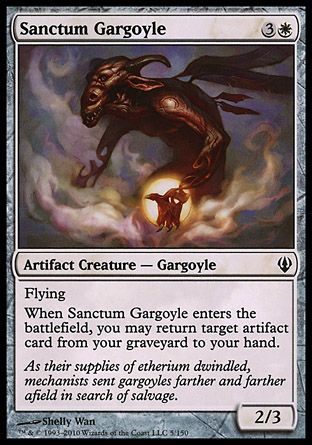 Sanctum Gargoyle 3
Artifact Creature — Gargoyle
Flying
When Sanctum Gargoyle enters the
battlefield, you may return target artifact
card from your graveyard to your hand.
As their supplies of etherium dwindled,
mechanists sent gargoyles farther and farther
afield in search of salvage.
Shelly Wan
™ & © 1993–2010 Wizards of the Coast LLC 5/150
2/3